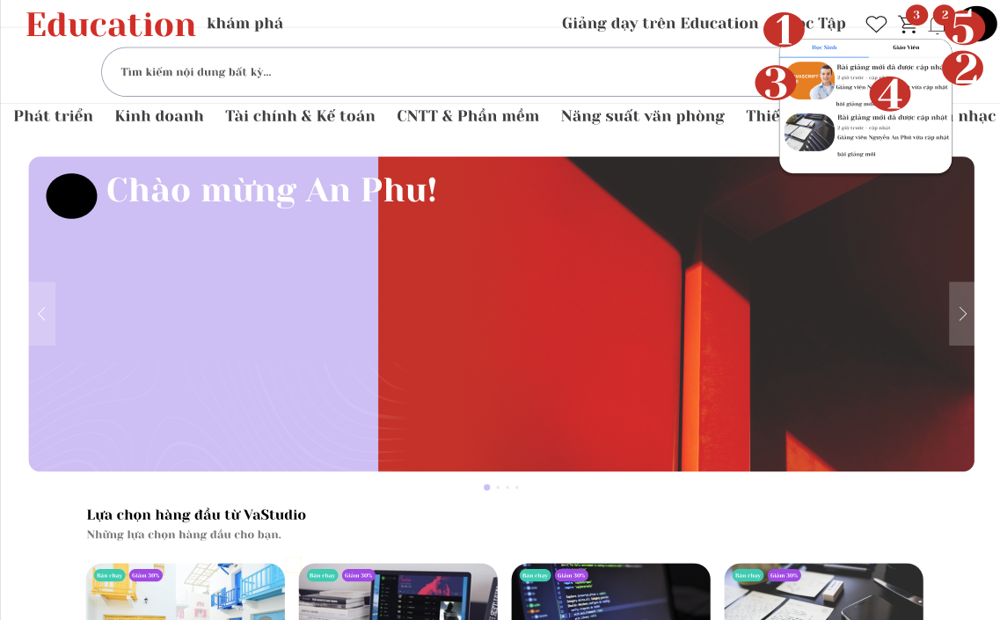 Education
khám phá
Giảng dạy trên Education
Tập
3
2
1
5
Học Sinh
Giáo Viên
Tìm kiếm nội dung bất kỳ...
Bài giảng mới đã được cập
2 giờ trước - cập
Giảng viên
vừa cập nhật
bài giảng mới
2
3
4
Bài giảng mới đã được cập nhật
2 giờ trước - cập nhật
Giảng viên Nguyễn An Phú vừa cập nhật
bài giảng mới
Phát triển
Kinh doanh
Tài chính & Kế toán
CNTT & Phần mềm
Năng suất văn phòng
nhạc
Chào mừng An Phu!
Lựa chọn hàng đầu từ VaStudio
Những lựa chọn hàng đầu cho bạn.
Bán chạy
Giảm 30%
Bán chạy
Giảm 30%
Bán chạy
Giảm 30%
Bán chạy
Giảm 30%